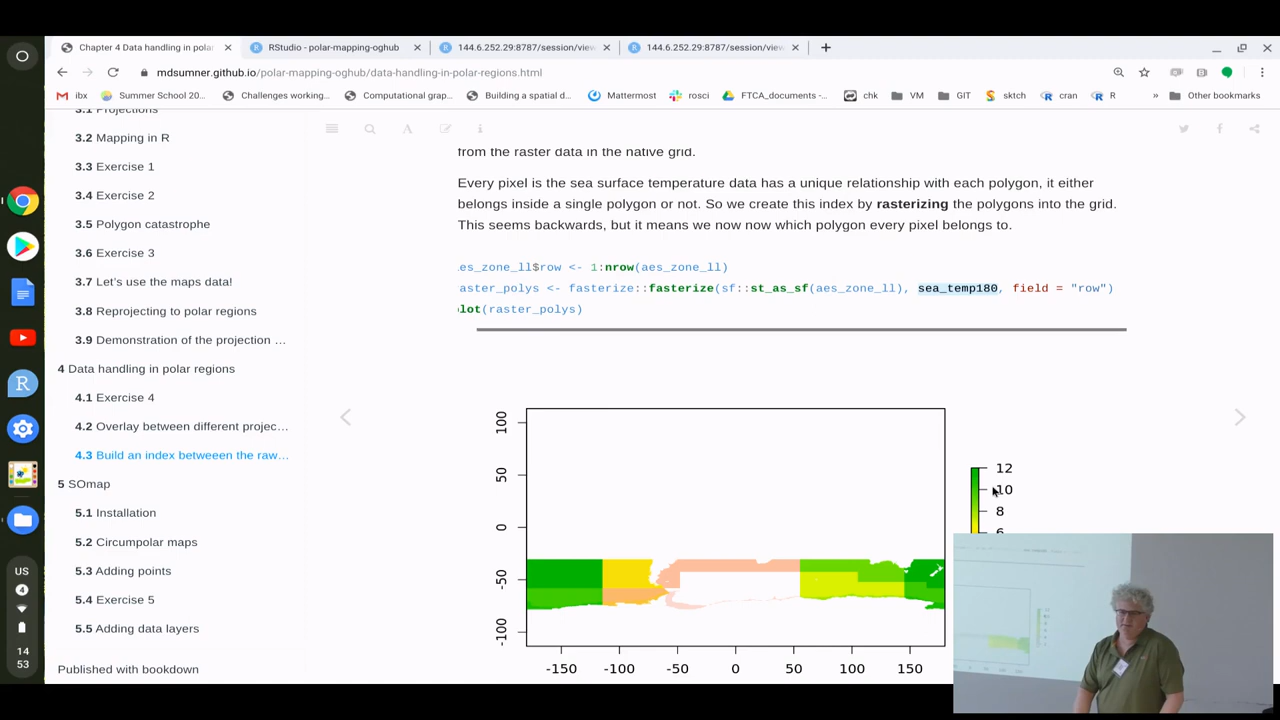 Chapter 4 Data handling in pola
RStudio - polar-mapping-oghub
144.6.252.29:8787/session/view
144.6.252.29:8787/session/view
mdsumner.github.io/polar-mapping-oghub/data-handling-in-polar-regions.html
ibx
Summer School 20...
Challenges working...
Computational grap...
Building a spatial d...
Mattermost
rosci
FTCA_documents -...
chk
VM
GIT
sktch
cran
R
»
Other bookmarks
3.1 Projections
3.2 Mapping in R
3.3 Exercise 1
3.4 Exercise 2
3.5 Polygon catastrophe
3.6 Exercise 3
3.7 Let's use the maps data!
3.8 Reprojecting to polar regions
3.9 Demonstration of the projection ...
4 Data handling in polar regions
4.1 Exercise 4
4.2 Overlay between different projec...
4.3 Build an index betweeen the raw...
5 SOmap
5.1 Installation
5.2 Circumpolar maps
5.3 Adding points
5.4 Exercise 5
5.5 Adding data layers
Published with bookdown
from the raster data in the native grid.
Every pixel is the sea surface temperature data has a unique relationship with each polygon, it either
belongs inside a single polygon or not. So we create this index by rasterizing the polygons into the grid.
This seems backwards, but it means we now now which polygon every pixel belongs to.
aes_zone_ll$row <- 1:nrow(aes_zone_ll)
raster_polys <- fasterize::fasterize(sf::st_as_sf(aes_zone_ll), sea_temp180, field = "row")
plot(raster_polys)
100
50
0
-50
-100
-150
-100
-50
0
50
100
150
12
10
8
6
US
4
14
53